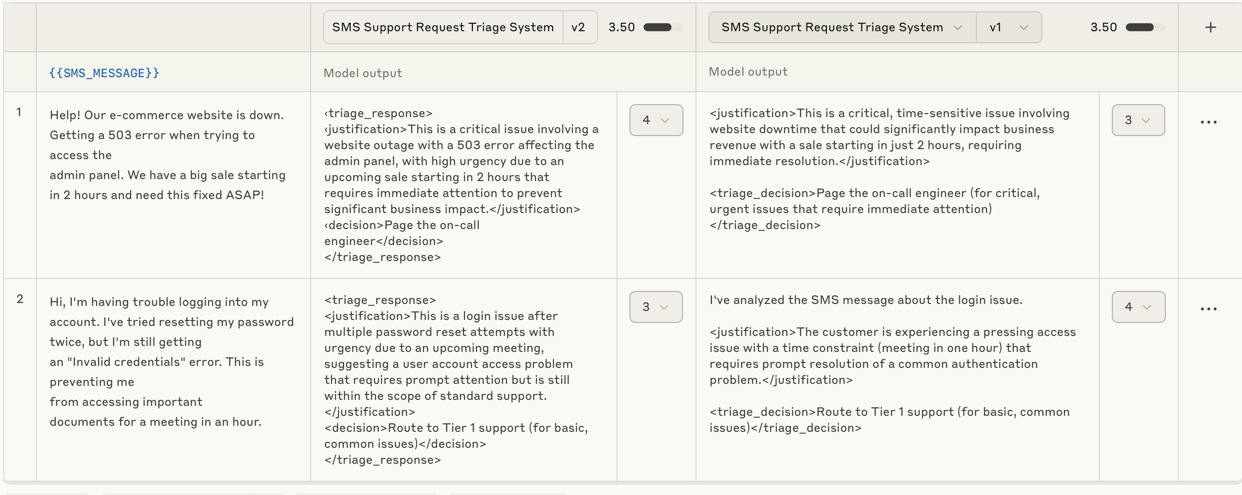 SMS Support Request Triage System v2 3.50 SMS Support Request Triage System v1 3.50 +
{{SMS_MESSAGE}} Model output Model output
1
Help! Our e-commerce website is down.
Getting a 503 error when trying to
access the
admin panel. We have a big sale starting
in 2 hours and need this fixed ASAP!
‹triage_response>
‹justification>This is a critical issue involving a
website outage with a 503 error affecting the
admin panel, with high urgency due to an
upcoming sale starting in 2 hours that
requires immediate attention to prevent
significant business impact.</justification>
‹decision>Page the on-call
engineer</decision>
</triage_response>
4
<justification>This is a critical, time-sensitive issue involving
website downtime that could significantly impact business
revenue with a sale starting in just 2 hours, requiring
immediate resolution.</justification>
<triage_decision>Page the on-call engineer (for critical,
urgent issues that require immediate attention)
</triage_decision>
3
2
Hi, I'm having trouble logging into my
account. I've tried resetting my password
twice, but I'm still getting
an "Invalid credentials" error. This is
preventing me
from accessing important
documents for a meeting in an hour.
<triage_response>
<justification>This is a login issue after
multiple password reset attempts with
urgency due to an upcoming meeting,
suggesting a user account access problem
that requires prompt attention but is still
within the scope of standard support.
</justification>
<decision>Route to Tier 1 support (for basic,
common issues)</decision>
</triage_response>
3
I've analyzed the SMS message about the login issue.
<justification>The customer is experiencing a pressing access
issue with a time constraint (meeting in one hour) that
requires prompt resolution of a common authentication
problem.</justification>
<triage_decision>Route to Tier 1 support (for basic, common
issues)</triage_decision>
4